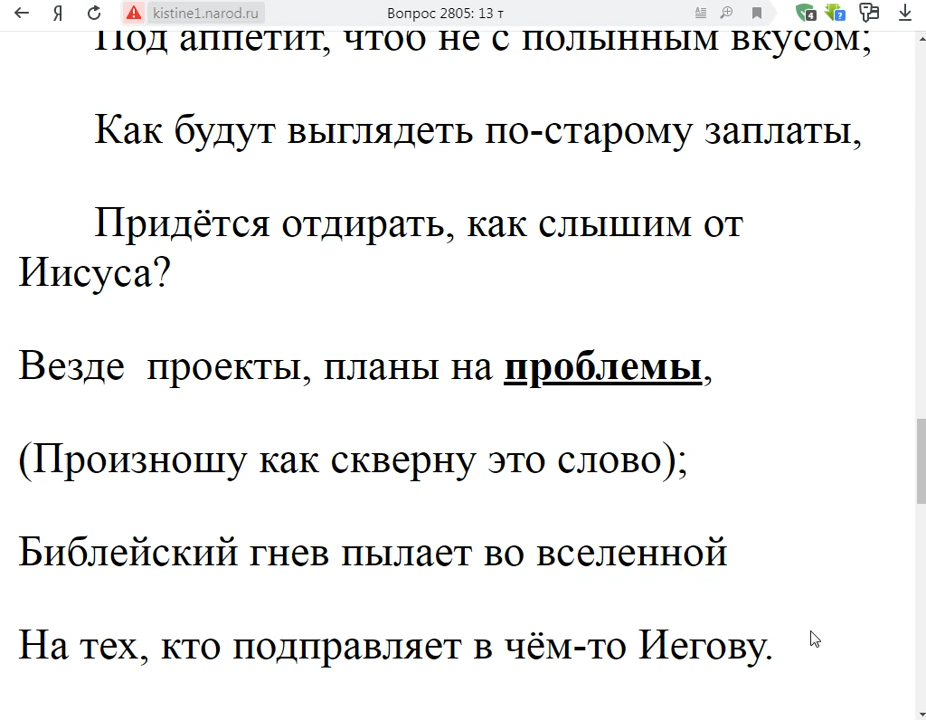 Я kistine1.narod.ru Вопрос 2805: 13 т 4 ?
Под аппетит, чтоб не с полынным вкусом;
Как будут выглядеть по-старому заплаты,
Придётся отдирать, как слышим от
Иисуса?
Везде проекты, планы на проблемы,
(Произношу как скверну это слово);
Библейский гнев пылает во вселенной
На тех, кто подправляет в чём-то Иегову.